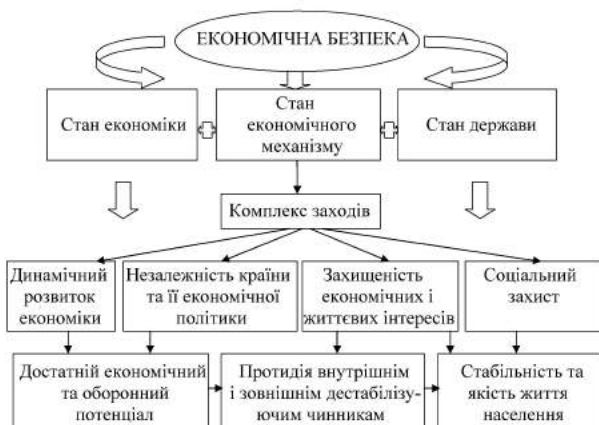 ЕКОНОМІЧНА БЕЗПЕКА
Стан економіки
Стан
економічного
механізму
Стан держави
Комплекс заходів
Динамічний
розвиток
економіки
Незалежність країни
та її економічної
політики
Захищеність
економічних і
життєвих інтересів
Соціальний
захист
Достатній економічний
та оборонний
потенціал
Протидія внутрішнім
і зовнішнім дестабілізу-
ючим чинникам
Стабільність та
якість життя
населення